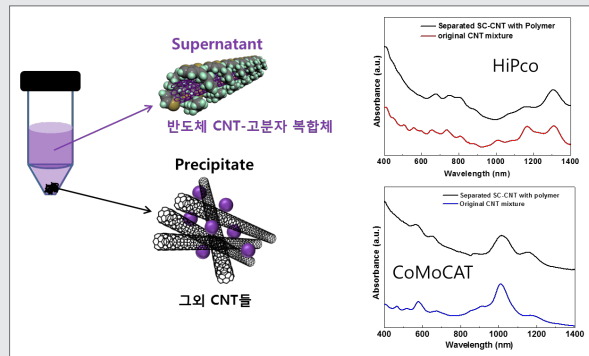 Supernatant
반도체 CNT-고분자 복합체
Precipitate
그외 CNT들
Separated SC-CNT with Polymer
original CNT mixture
HiPco
Absorbance (a.u.)
400 600 800 1000 1200 1400
Wavelength (nm)
Separated SC-CNT with polymer
Original CNT mixture
CoMoCAT
Absorbance (a.u.)
400 600 800 1000 1200 1400
Wavelength (nm)